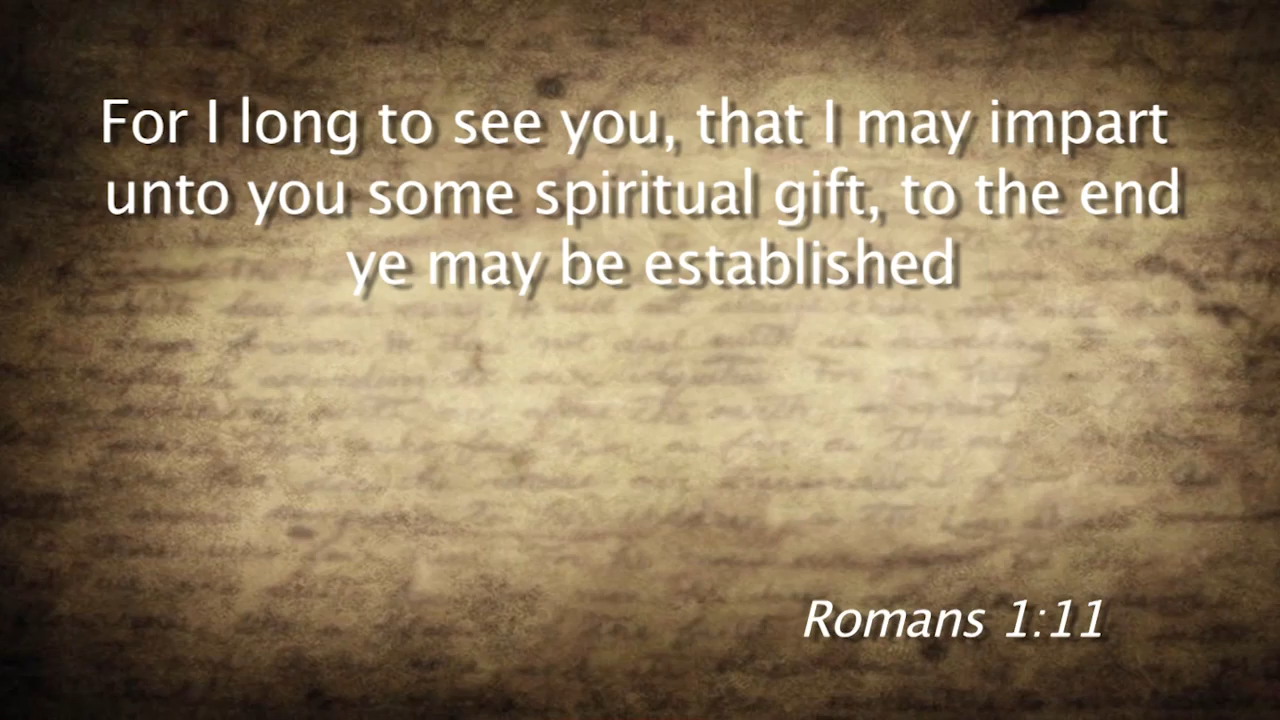 For I long to see you, that I may impart
unto you some spiritual gift, to the end
ye may be established
Romans 1:11